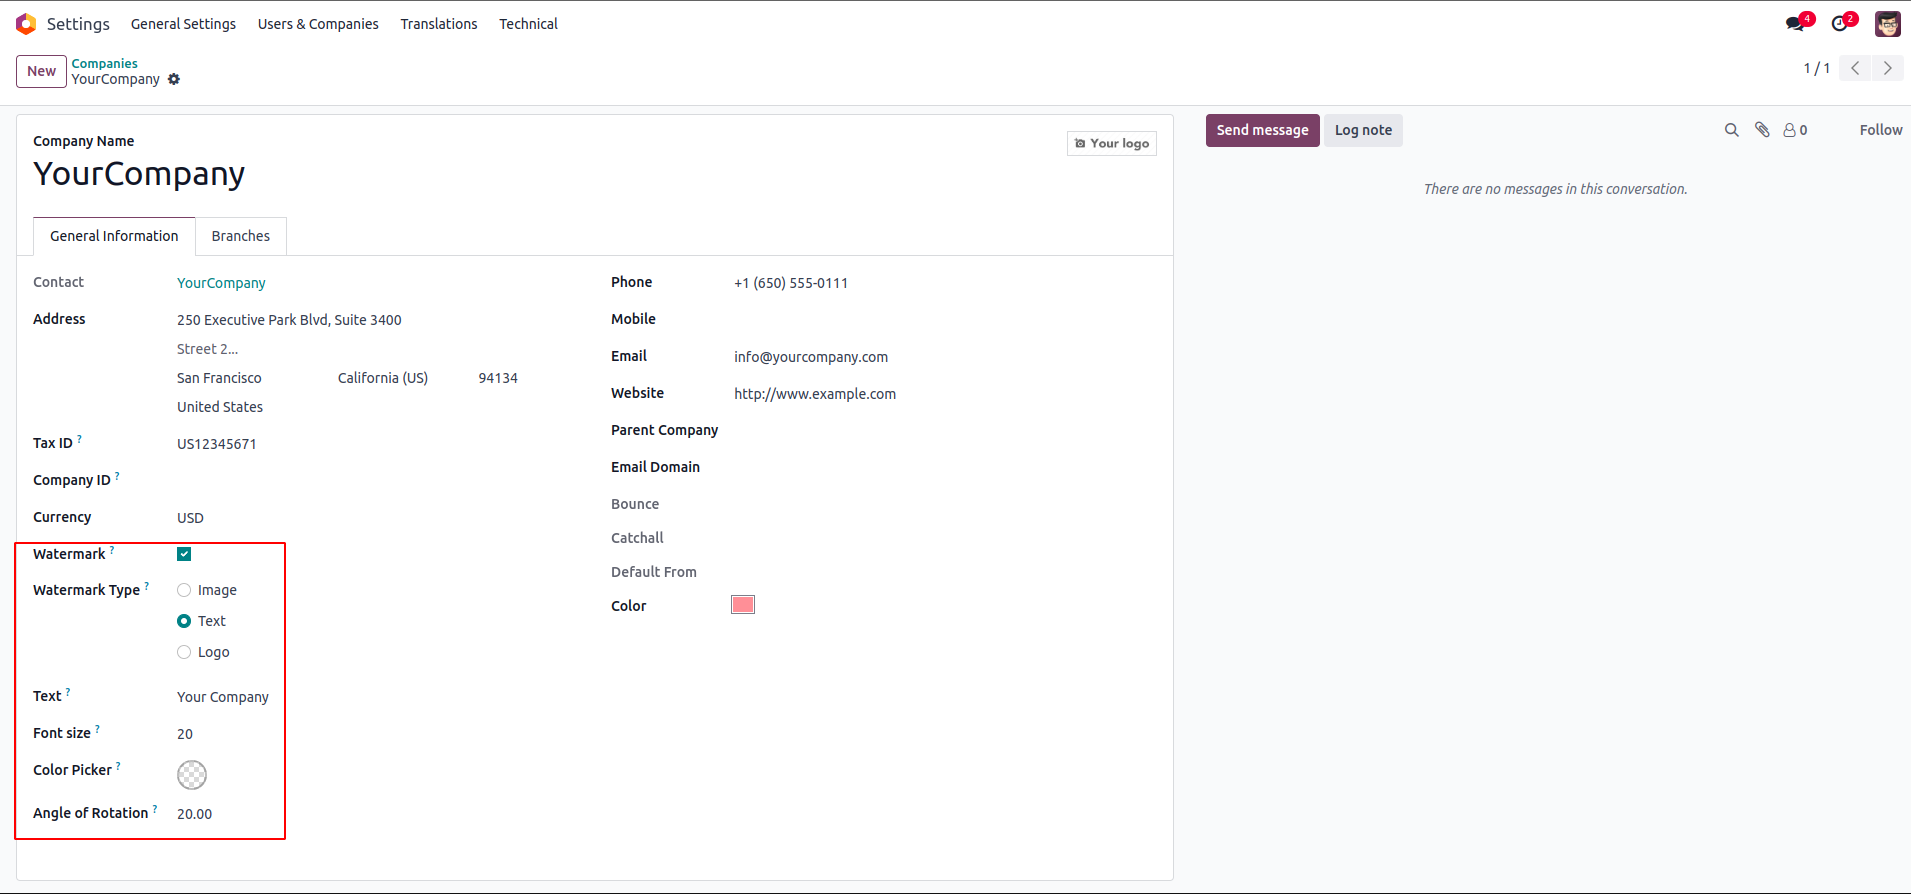 Settings General Settings Users & Companies Translations Technical 4 2
New Companies
YourCompany 1 / 1
Company Name
Your logo
YourCompany
General Information Branches
Contact YourCompany
Address 250 Executive Park Blvd, Suite 3400
Street 2...
San Francisco California (US) 94134
United States
Tax ID ? US12345671
Company ID ?
Currency USD
Watermark ?
Watermark Type ? Image
Text
Logo
Text ? Your Company
Font size ? 20
Color Picker ?
Angle of Rotation ? 20.00
Phone +1 (650) 555-0111
Mobile
Email info@yourcompany.com
Website http://www.example.com
Parent Company
Email Domain
Bounce
Catchall
Default From
Color
Send message Log note 0 Follow
There are no messages in this conversation.